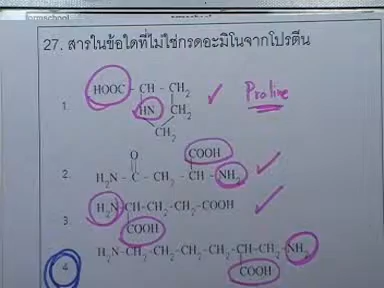 27. สารในข้อใดที่ไม่ใช่กรดอะมิโนจากโปรตีน
HOOC - CH - CH₂
1. HN CH₂ Proline
CH₂
O COOH
2. H₂N - C - CH₂ - CH - NH₂
H₂N-CH-CH₂-CH₂-COOH
3. COOH
H₂N-CH₂-CH₂-CH₂-CH₂-CH-CH₂-NH₂
4 COOH